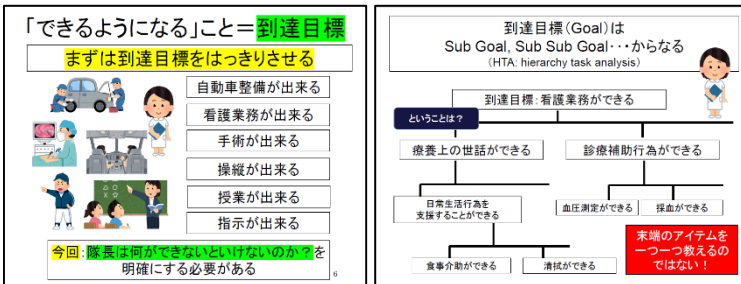 「できるようになる」こと＝到達目標
まずは到達目標をはっきりさせる
自動車整備が出来る
看護業務が出来る
手術が出来る
操縦が出来る
授業が出来る
指示が出来る
今回：隊長は何ができないといけないのか？を
明確にする必要がある
6
到達目標（Goal）は
Sub Goal, Sub Sub Goal・・・からなる
（HTA: hierarchy task analysis）
到達目標：看護業務ができる
ということは？
療養上の世話ができる
診療補助行為ができる
日常生活行為を
支援することができる
血圧測定ができる
採血ができる
食事介助ができる
清拭ができる
末端のアイテムを
一つ一つ教えるの
ではない！